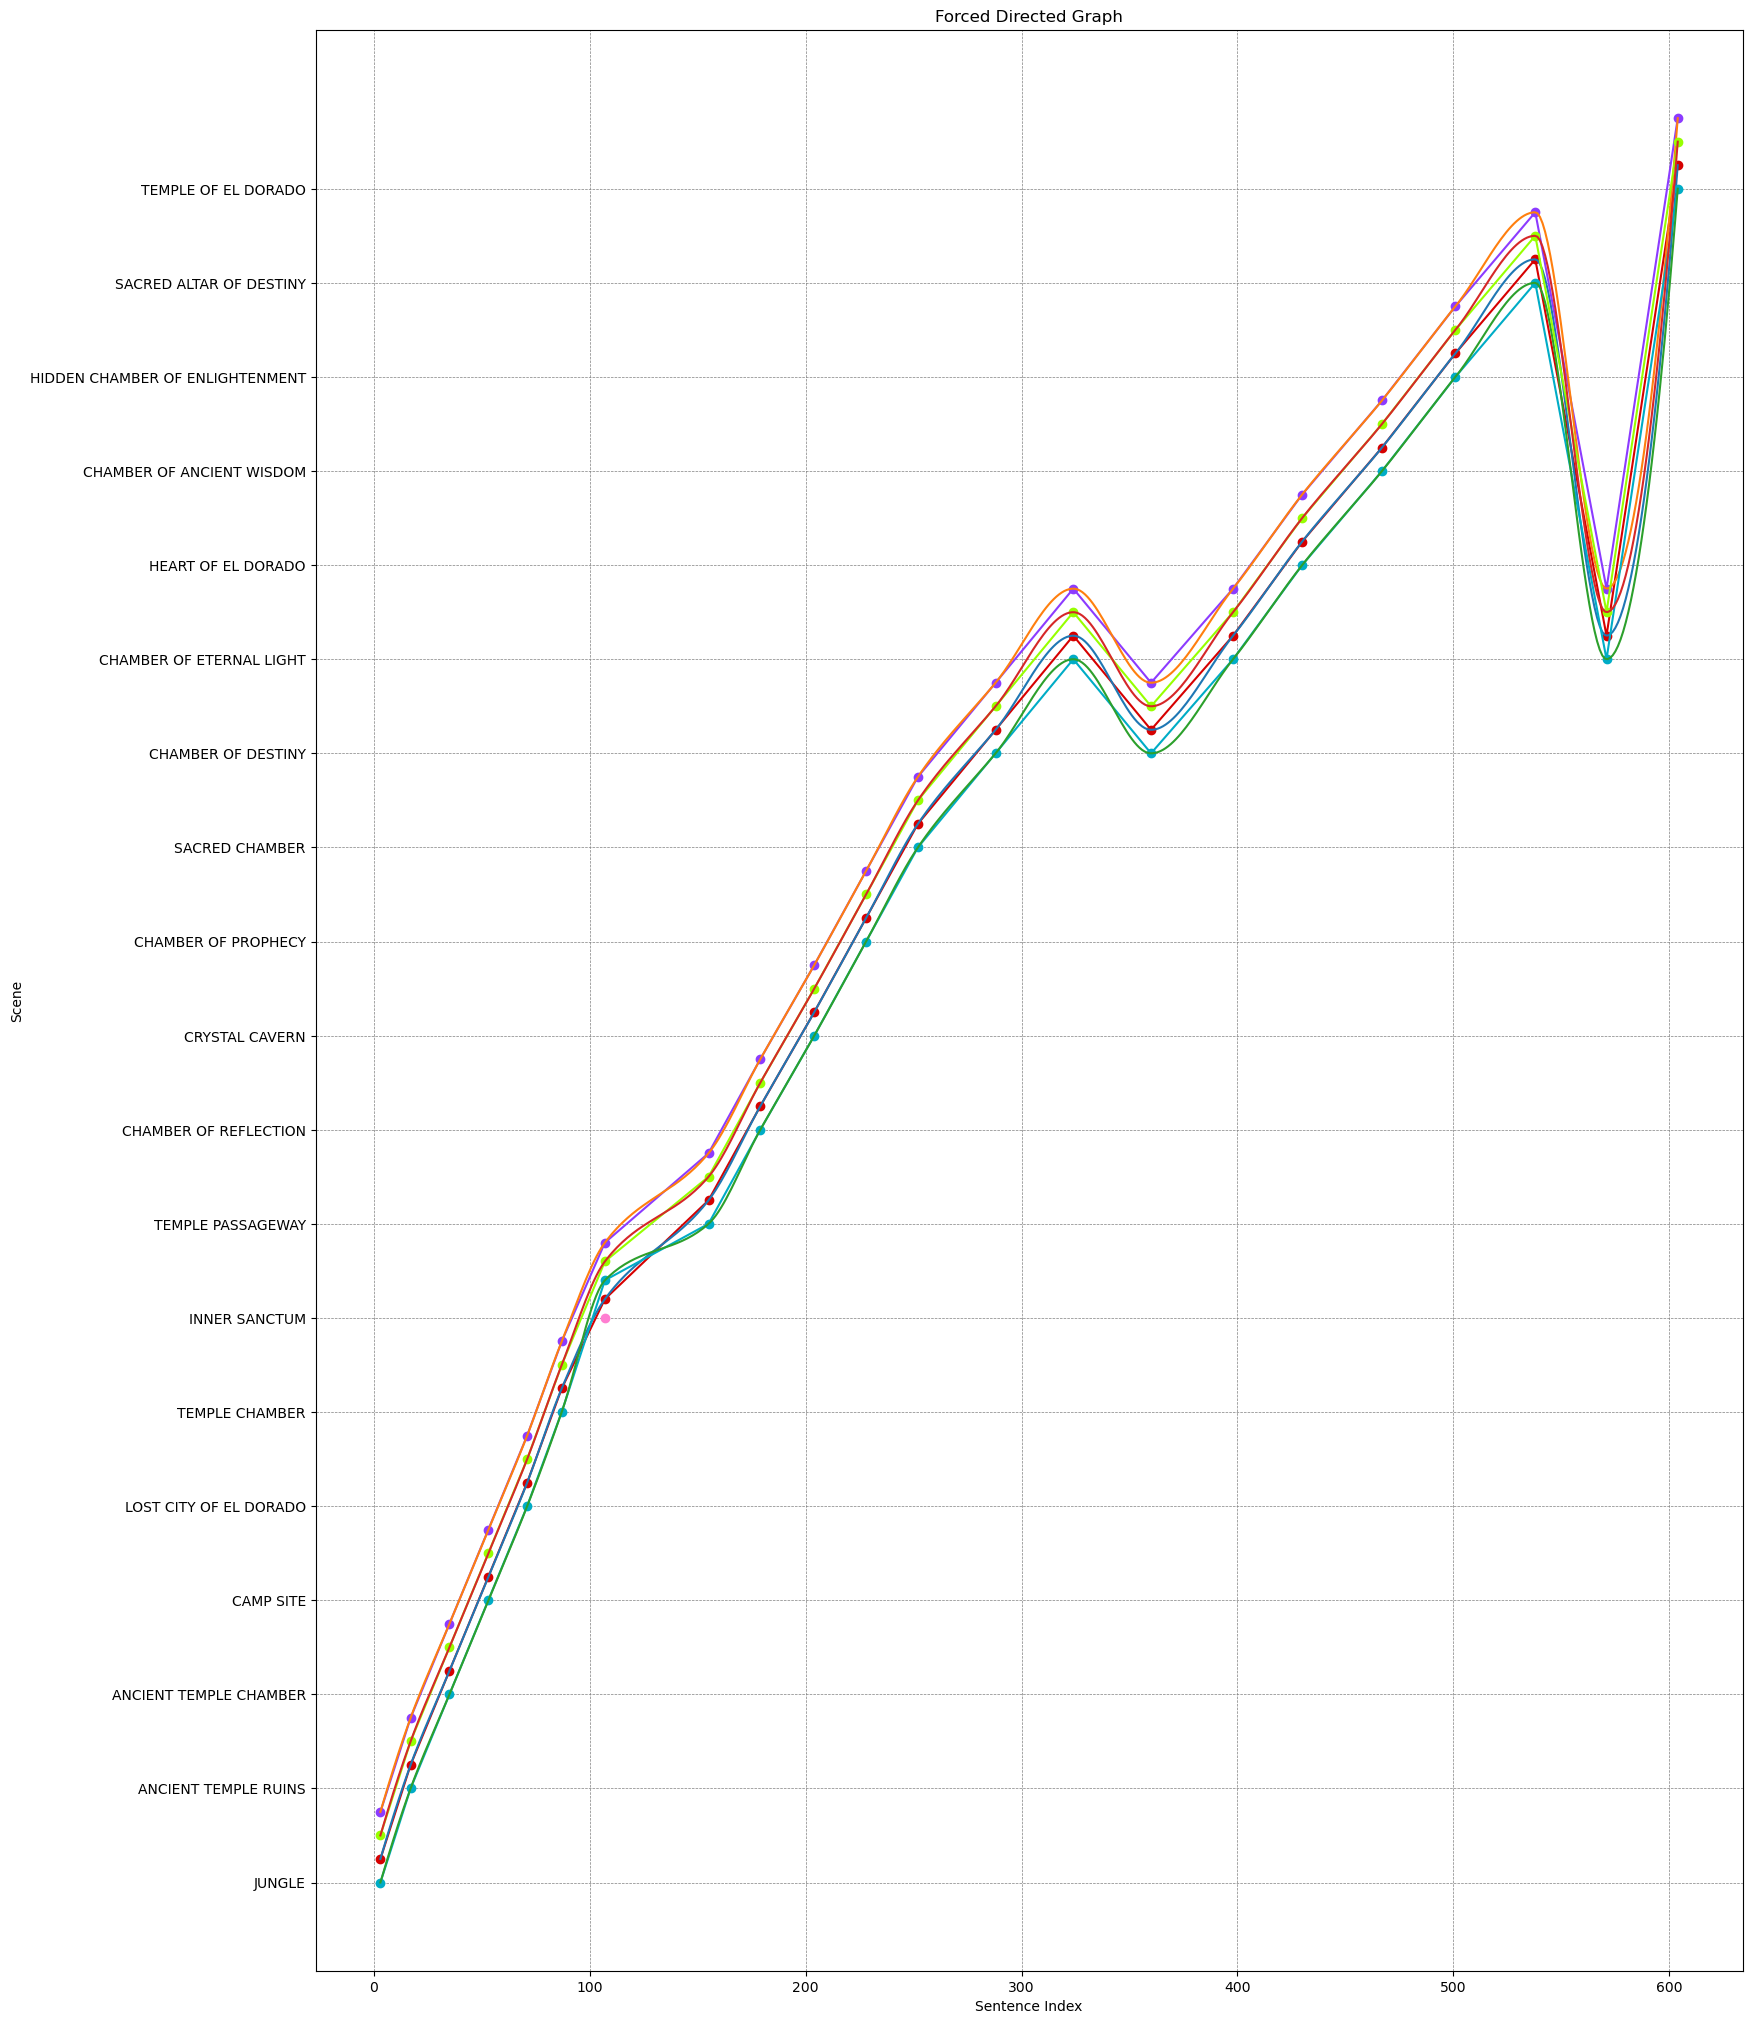 Forced Directed Graph
TEMPLE OF EL DORADO
SACRED ALTAR OF DESTINY
HIDDEN CHAMBER OF ENLIGHTENMENT
CHAMBER OF ANCIENT WISDOM
HEART OF EL DORADO
CHAMBER OF ETERNAL LIGHT
CHAMBER OF DESTINY
SACRED CHAMBER
CHAMBER OF PROPHECY
CRYSTAL CAVERN
CHAMBER OF REFLECTION
TEMPLE PASSAGEWAY
INNER SANCTUM
TEMPLE CHAMBER
LOST CITY OF EL DORADO
CAMP SITE
ANCIENT TEMPLE CHAMBER
ANCIENT TEMPLE RUINS
JUNGLE
Scene
0 100 200 300 400 500 600
Sentence Index